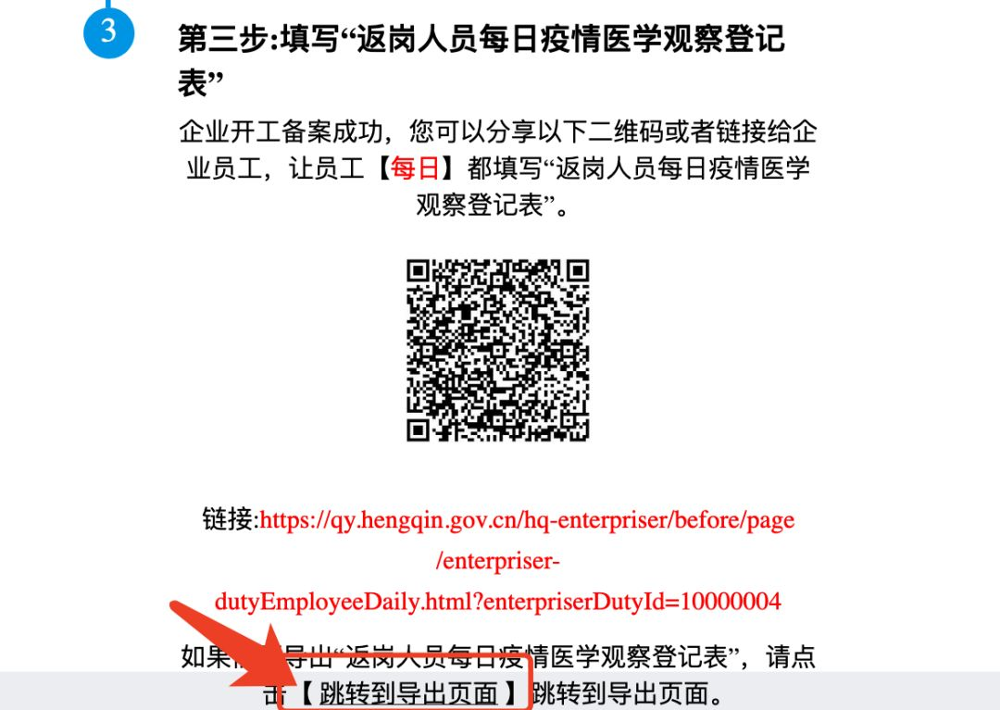 3
第三步:填写“返岗人员每日疫情医学观察登记
表”
企业开工备案成功，您可以分享以下二维码或者链接给企
业员工，让员工【每日】都填写“返岗人员每日疫情医学
观察登记表”。
链接:https://qy.hengqin.gov.cn/hq-enterpriser/before/page
/enterpriser-
dutyEmployeeDaily.html?enterpriserDutyId=10000004
如果 导出“返岗人员每日疫情医学观察登记表”，请点
击【 跳转到导出页面 】跳转到导出页面。